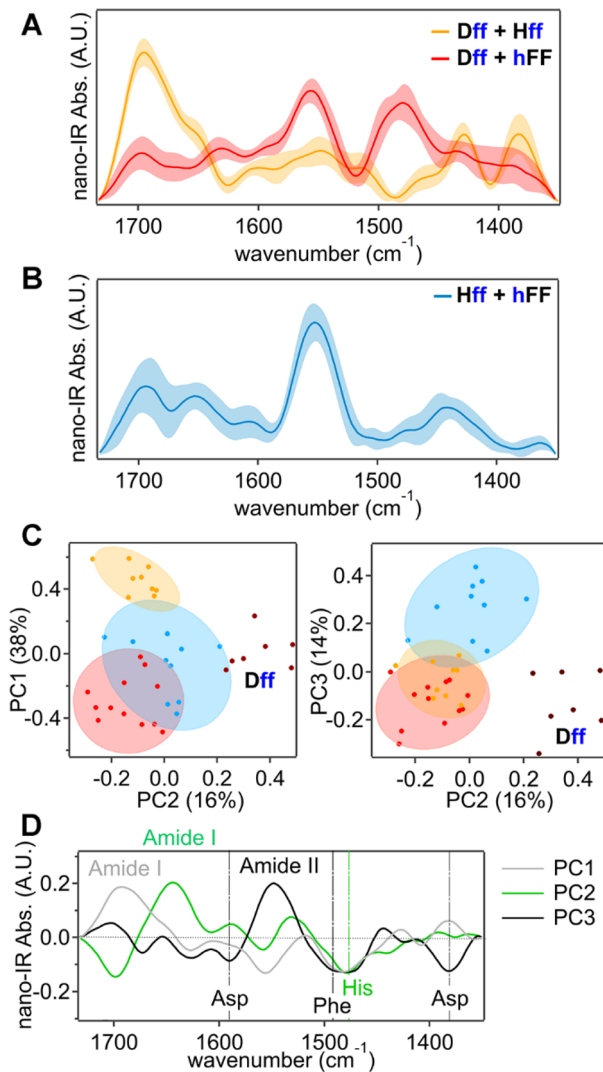 A
Dff + Hff
Dff + hFF
nano-IR Abs. (A.U.)
1700 1600 1500 1400
wavenumber (cm-1)
B
Hff + hFF
nano-IR Abs. (A.U.)
1700 1600 1500 1400
wavenumber (cm-1)
C
PC1 (38%)
0.4
0.0
-0.4
Dff
-0.2 0.0 0.2 0.4
PC2 (16%)
PC3 (14%)
0.4
0.2
0.0
-0.2
Dff
-0.2 0.0 0.2 0.4
PC2 (16%)
D
Amide I
Amide I
Amide II
nano-IR Abs. (A.U.)
0.2
0.0
-0.2
Asp
Phe
His
Asp
PC1
PC2
PC3
1700 1600 1500 1400
wavenumber (cm-1)